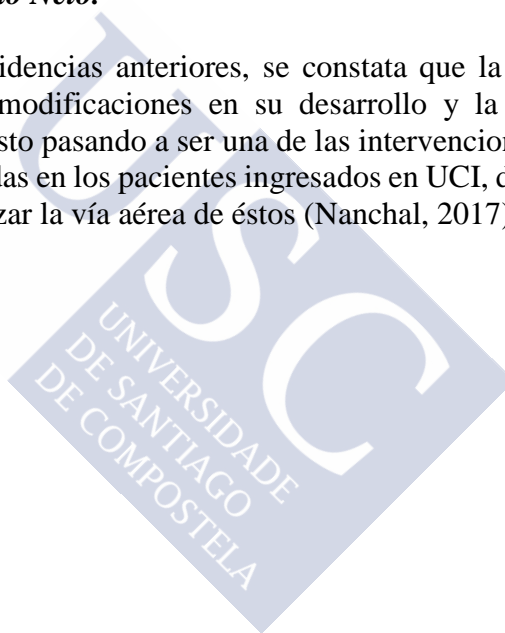 idencias anteriores, se constata que la
modificaciones en su desarrollo y la
sto pasando a ser una de las intervencion
das en los pacientes ingresados en UCI, d
zar la vía aérea de éstos (Nanchal, 2017)
USC
UNIVERSIDADE
DE SANTIAGO
DE COMPOSTELA